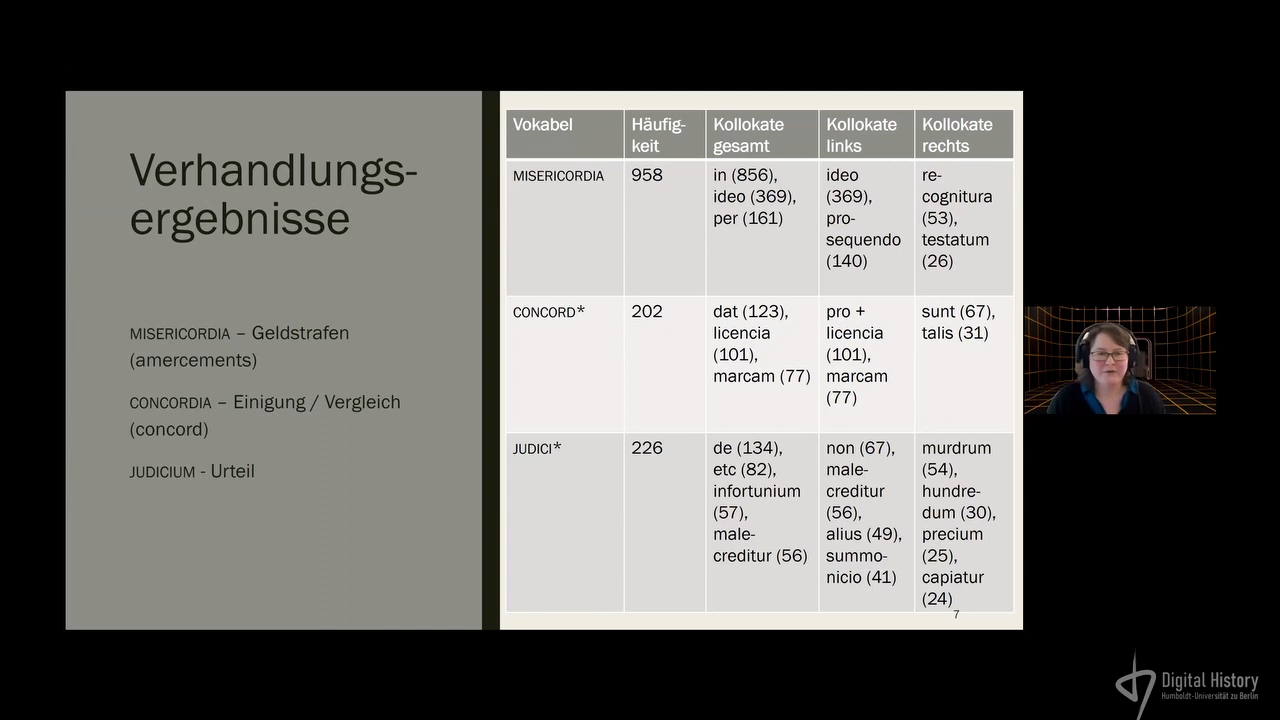 Verhandlungs-
ergebnisse
MISERICORDIA – Geldstrafen
(amercements)
CONCORDIA – Einigung / Vergleich
(concord)
JUDICIUM - Urteil
Vokabel
Häufig-
keit
Kollokate
gesamt
Kollokate
links
Kollokate
rechts
MISERICORDIA
958
in (856),
ideo (369),
per (161)
ideo
(369),
pro-
sequendo
(140)
re-
cognitura
(53),
testatum
(26)
CONCORD*
202
dat (123),
licencia
(101),
marcam (77)
pro +
licencia
(101),
marcam
(77)
sunt (67),
talis (31)
JUDICI*
226
de (134),
etc (82),
infortunium
(57),
male-
creditur (56)
non (67),
male-
creditur
(56),
alius (49),
summo-
nicio (41)
murdrum
(54),
hundre-
dum (30),
precium
(25),
capiatur
(24)
7
Digital History
Humboldt-Universität zu Berlin